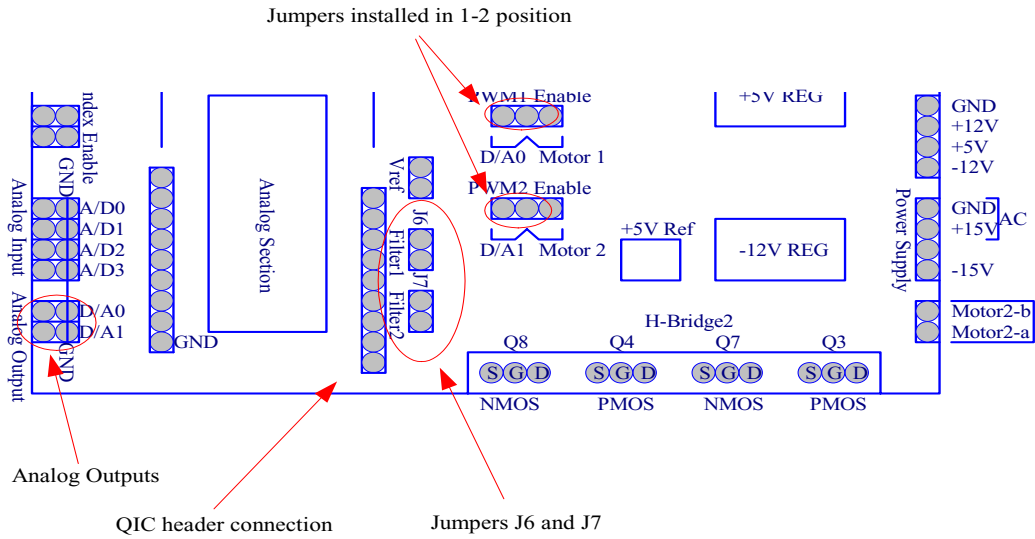 Jumpers installed in 1-2 position
ndex Enable
GND
Analog Input
A/D0
A/D1
A/D2
A/D3
Analog Output
D/A0
D/A1
GND
GND
Analog Section
Vref
J6
Filter1
J7
Filter2
PWM1 Enable
D/A0 Motor 1
PWM2 Enable
D/A1 Motor 2
+5V REG
+5V Ref
-12V REG
GND
+12V
+5V
-12V
Power Supply
GND
+15V
AC
-15V
Motor2-b
Motor2-a
H-Bridge2
Q8 Q4 Q7 Q3
S G D S G D S G D S G D
NMOS PMOS NMOS PMOS
Analog Outputs
QIC header connection
Jumpers J6 and J7